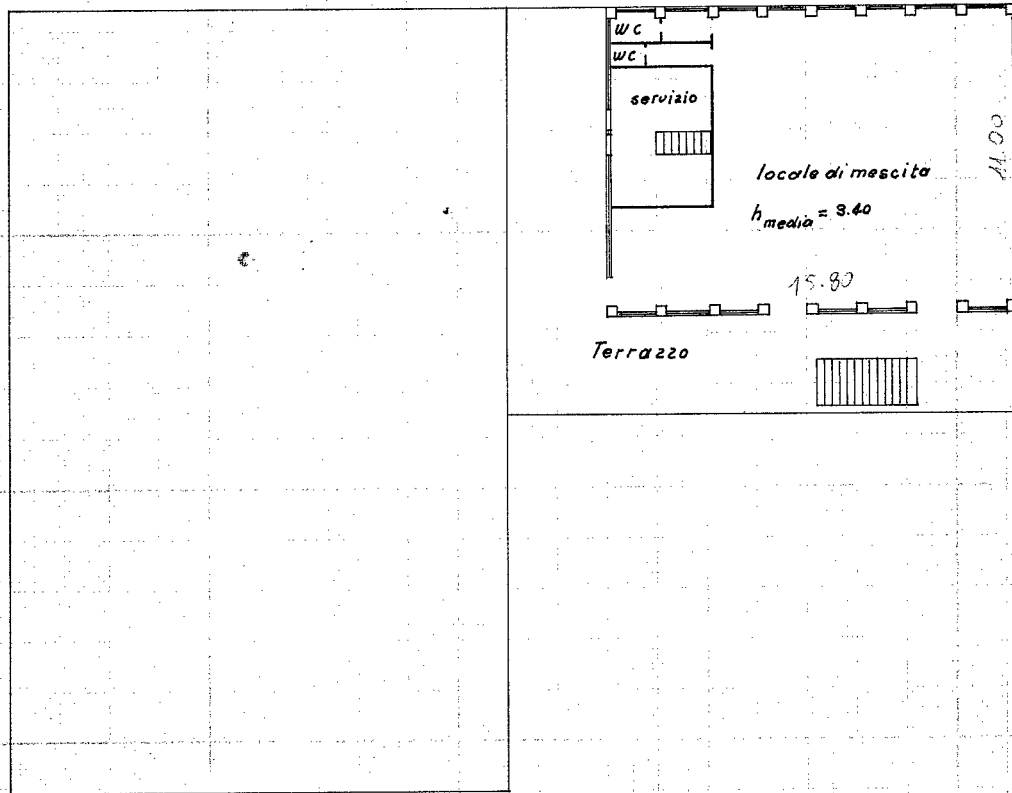 WC
WC
servizio
locale di mescita
h media = 3.40
11.00
15.80
Terrazzo